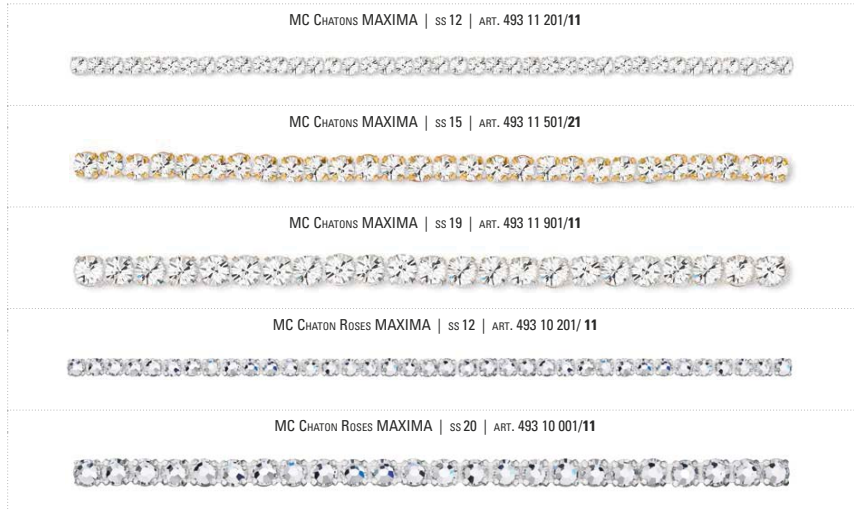 MC Chatons MAXIMA | ss 12 | art. 493 11 201/11
MC Chatons MAXIMA | ss 15 | art. 493 11 501/21
MC Chatons MAXIMA | ss 19 | art. 493 11 901/11
MC Chaton Roses MAXIMA | ss 12 | art. 493 10 201/ 11
MC Chaton Roses MAXIMA | ss 20 | art. 493 10 001/11